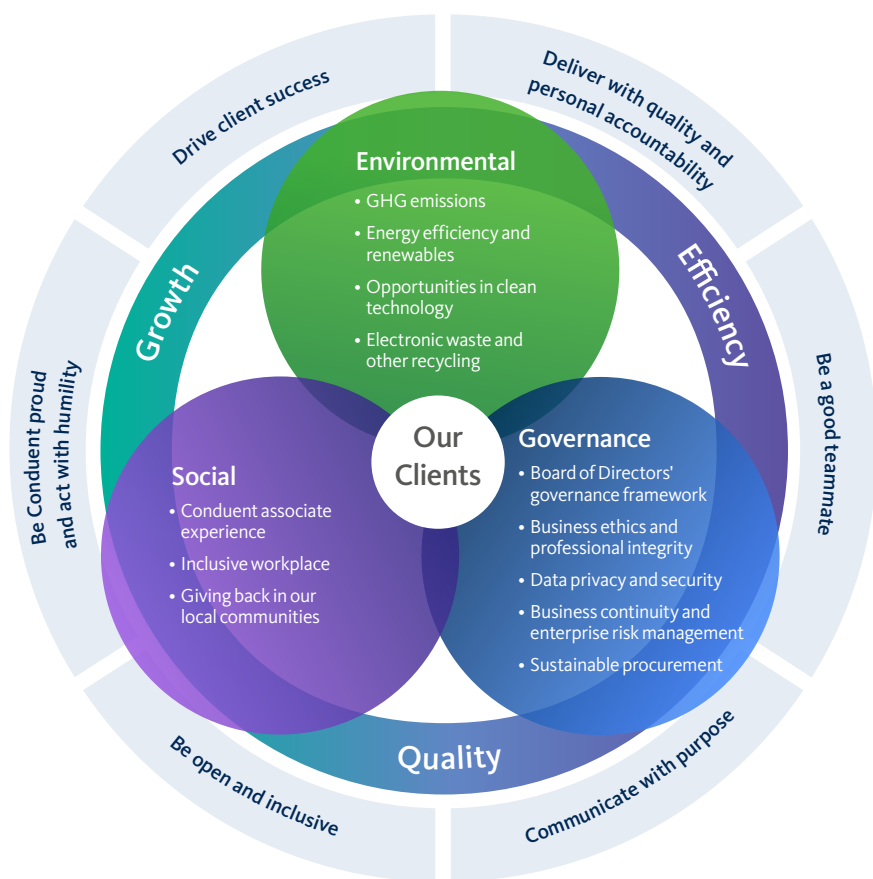 Drive client success
Deliver with quality and
personal accountability
Be a good teammate
Communicate with purpose
Be open and inclusive
Be Conduent proud
and act with humility
Growth
Efficiency
Quality
Environmental
• GHG emissions
• Energy efficiency and
renewables
• Opportunities in clean
technology
• Electronic waste and
other recycling
Our
Clients
Social
• Conduent associate
experience
• Inclusive workplace
• Giving back in our
local communities
Governance
• Board of Directors'
governance framework
• Business ethics and
professional integrity
• Data privacy and security
• Business continuity and
enterprise risk management
• Sustainable procurement